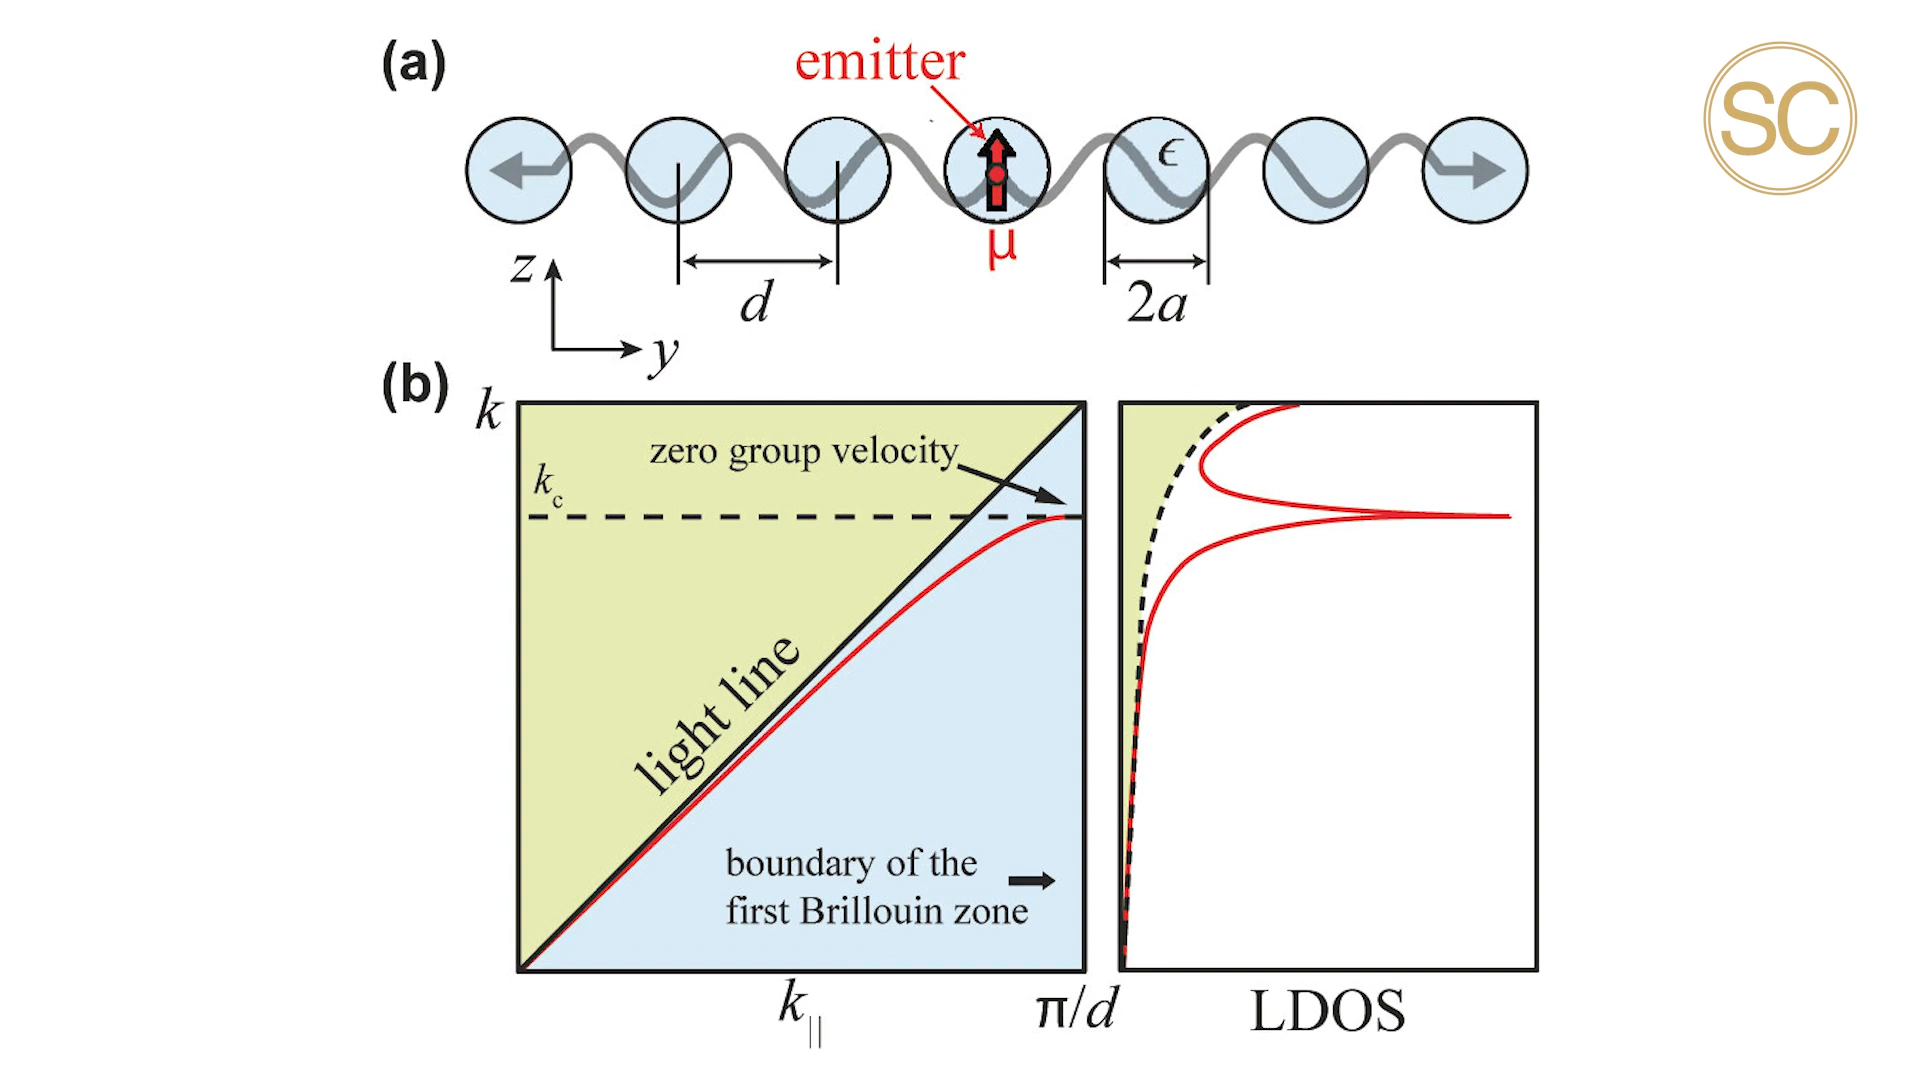 (a)
emitter
SC
ϵ
μ
z
d
2a
y
(b)
k
zero group velocity
k_c
light line
boundary of the
first Brillouin zone
k_||
π/d
LDOS